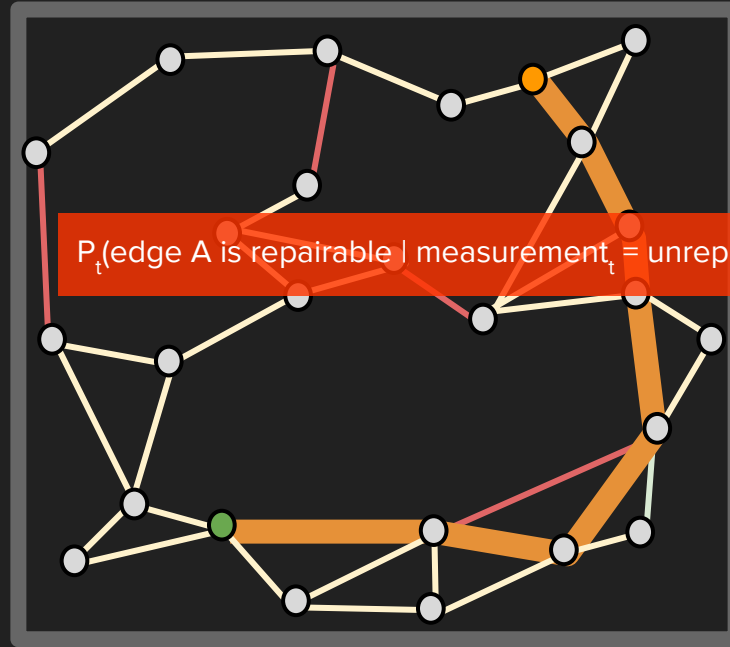 Pt(edge A is repairable | measurementt = unrep